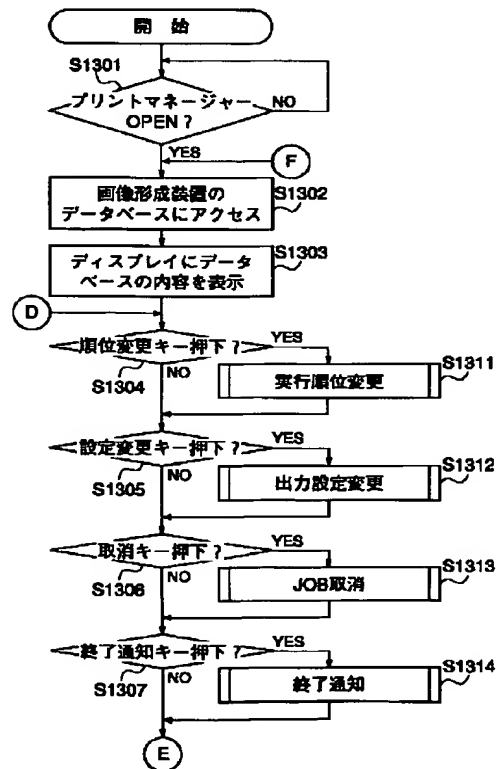 開 始
S1301
プリントマネージャー
OPEN ?
NO
YES
F
画像形成装置の
データベースにアクセス
S1302
ディスプレイにデータ
ベースの内容を表示
S1303
D
順位変更キー押下 ?
YES
S1304
NO
実行順位変更
S1311
設定変更キー押下 ?
YES
S1305
NO
出力設定変更
S1312
取消キー押下 ?
YES
S1306
NO
JOB取消
S1313
終了通知キー押下 ?
YES
S1307
NO
終了通知
S1314
E